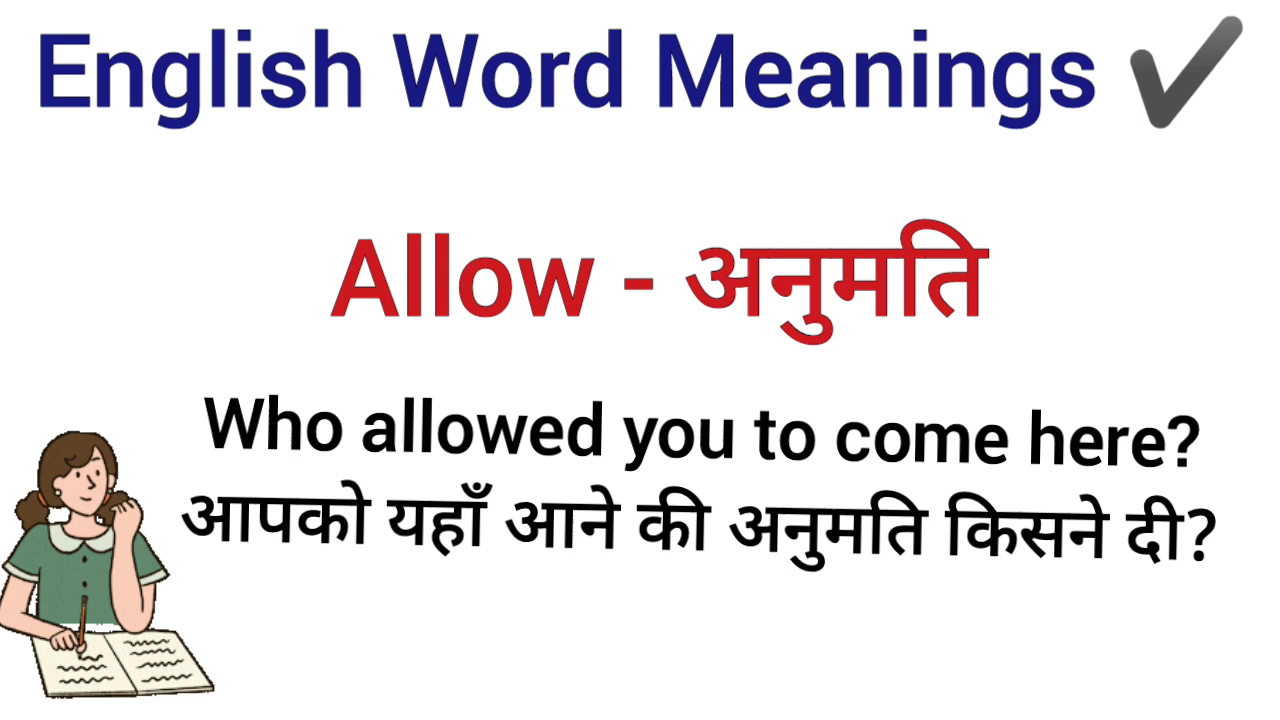 English Word Meanings ✔
Allow - अनुमति
Who allowed you to come here?
आपको यहाँ आने की अनुमति किसने दी?